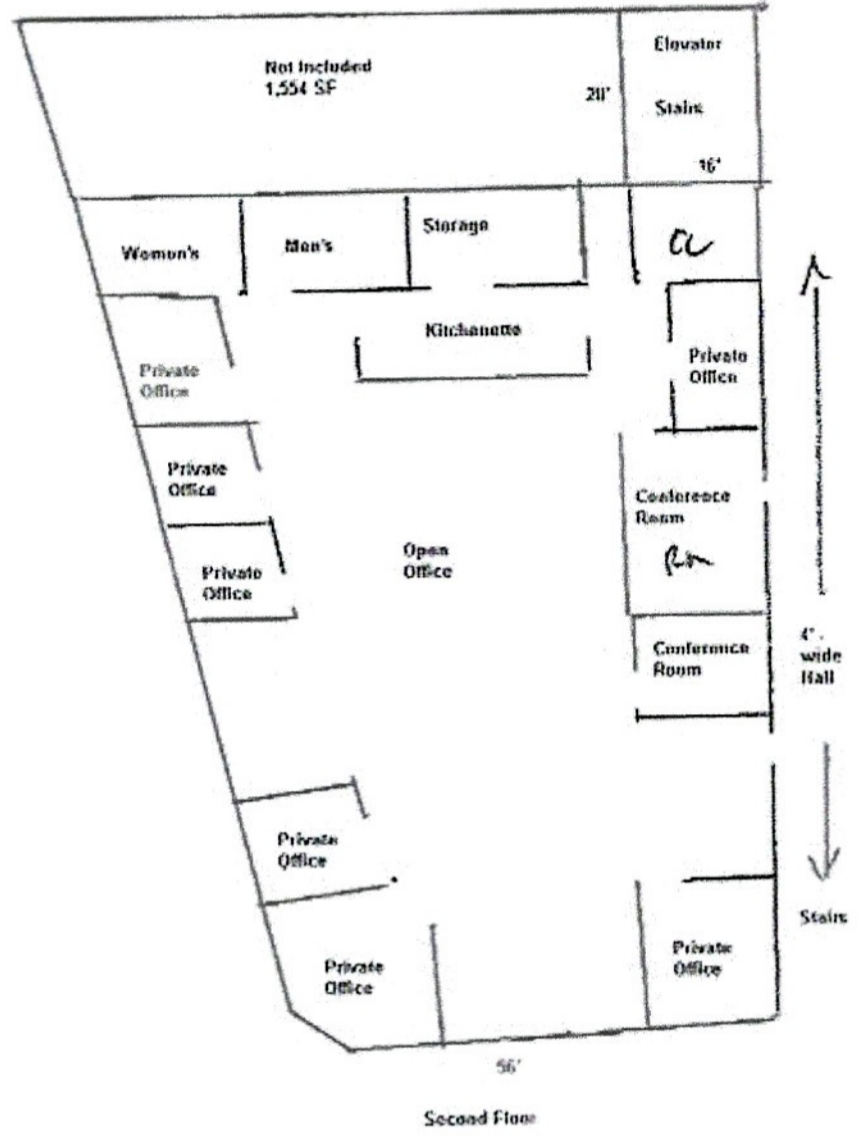 Not Included
1,554 SF
Elevator
Stairs
16'
Women's
Men's
Storage
Kitchenette
Private
Office
Private
Office
Private
Office
Conference
Room
Rm
Private
Office
Open
Office
Conference
Room
4'-
wide
Hall
Private
Office
Stairs
Private
Office
Private
Office
56'
Second Floor